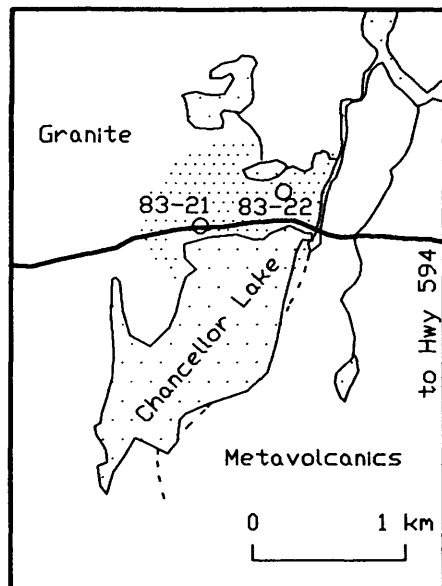 Granite
83-21
83-22
Chancellor Lake
to Hwy 594
Metavolcanics
0 1 km